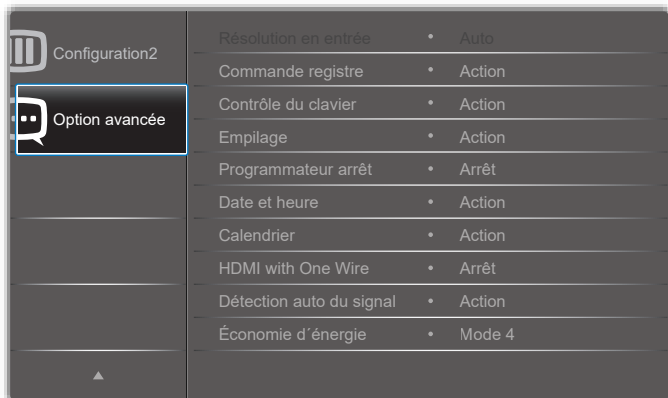 Configuration2
Option avancée
Résolution en entrée • Auto
Commande registre • Action
Contrôle du clavier • Action
Empilage • Action
Programmateur arrêt • Arrêt
Date et heure • Action
Calendrier • Action
HDMI with One Wire • Arrêt
Détection auto du signal • Action
Économie d´énergie • Mode 4